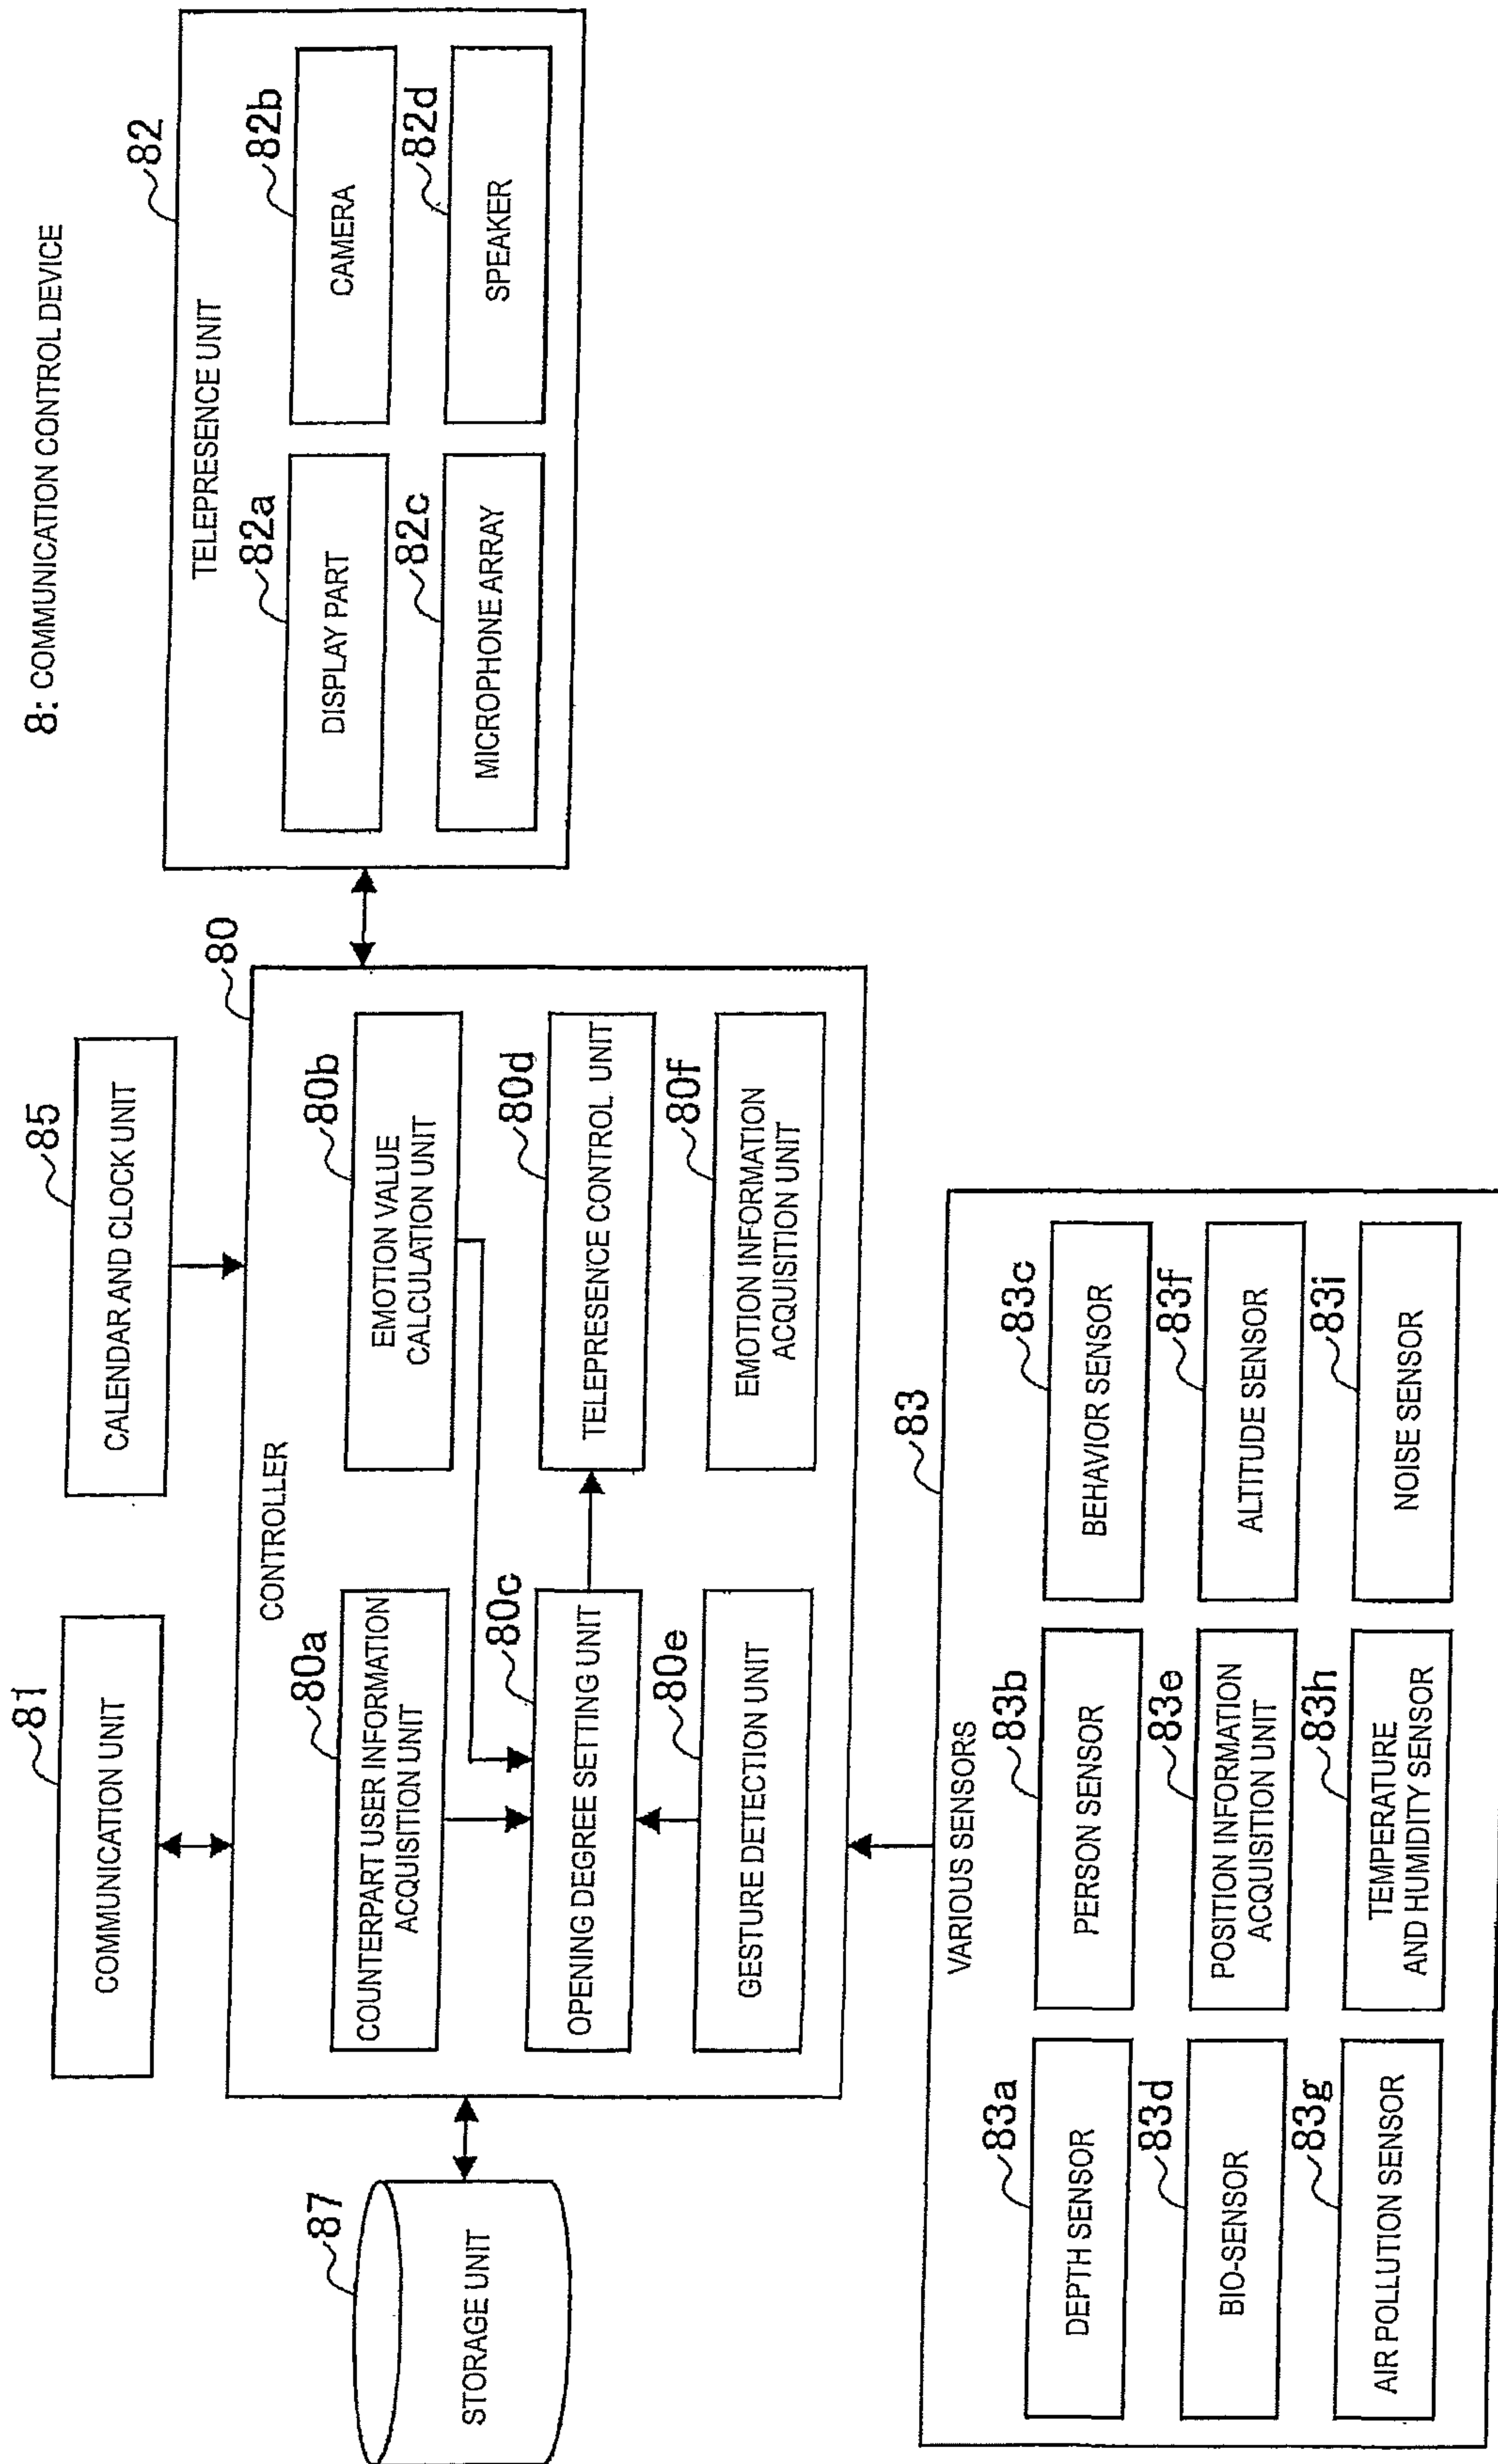 8: COMMUNICATION CONTROL DEVICE
81
COMMUNICATION UNIT
85
CALENDAR AND CLOCK UNIT
80
CONTROLLER
80a
COUNTERPART USER INFORMATION
ACQUISITION UNIT
80b
EMOTION VALUE
CALCULATION UNIT
80c
OPENING DEGREE SETTING UNIT
80d
TELEPRESENCE CONTROL UNIT
80e
GESTURE DETECTION UNIT
80f
EMOTION INFORMATION
ACQUISITION UNIT
82
TELEPRESENCE UNIT
82a
DISPLAY PART
82b
CAMERA
82c
MICROPHONE ARRAY
82d
SPEAKER
87
STORAGE UNIT
83
VARIOUS SENSORS
83a
DEPTH SENSOR
83b
PERSON SENSOR
83c
BEHAVIOR SENSOR
83d
BIO-SENSOR
83e
POSITION INFORMATION
ACQUISITION UNIT
83f
ALTITUDE SENSOR
83g
AIR POLLUTION SENSOR
83h
TEMPERATURE
AND HUMIDITY SENSOR
83i
NOISE SENSOR